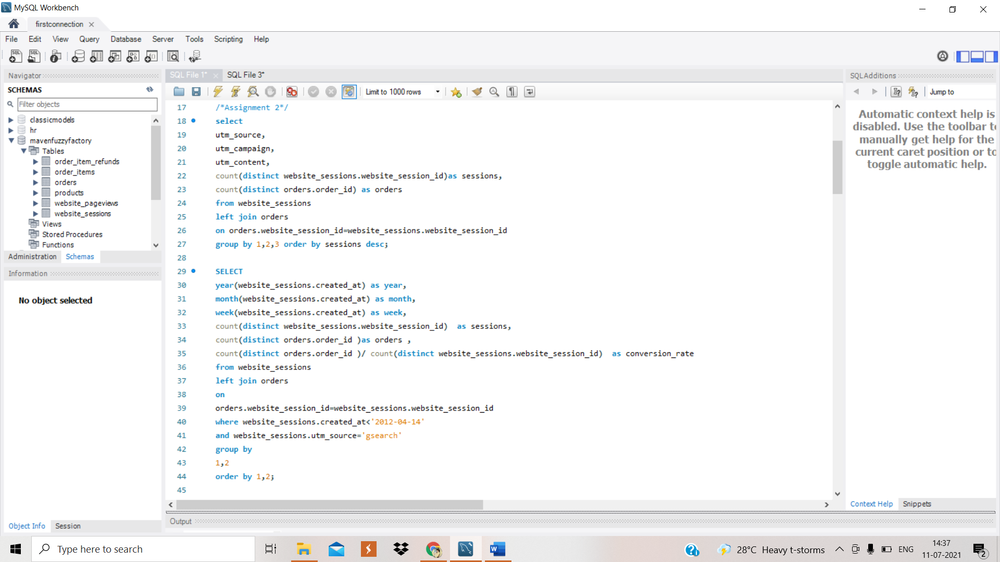 MySQL Workbench
firstconnection
File Edit View Query Database Server Tools Scripting Help
Navigator
SCHEMAS
Filter objects
classicmodels
hr
mavenfuzzyfactory
Tables
order_item_refunds
order_items
orders
products
website_pageviews
website_sessions
Views
Stored Procedures
Functions
Administration Schemas
Information
No object selected
Object Info Session
SQL File 1* SQL File 3*
Limit to 1000 rows
17 /*Assignment 2*/
18 select
19 utm_source,
20 utm_campaign,
21 utm_content,
22 count(distinct website_sessions.website_session_id)as sessions,
23 count(distinct orders.order_id) as orders
24 from website_sessions
25 left join orders
26 on orders.website_session_id=website_sessions.website_session_id
27 group by 1,2,3 order by sessions desc;
28
29 SELECT
30 year(website_sessions.created_at) as year,
31 month(website_sessions.created_at) as month,
32 week(website_sessions.created_at) as week,
33 count(distinct website_sessions.website_session_id)  as sessions,
34 count(distinct orders.order_id )as orders ,
35 count(distinct orders.order_id )/ count(distinct website_sessions.website_session_id)  as conversion_rate
36 from website_sessions
37 left join orders
38 on
39 orders.website_session_id=website_sessions.website_session_id
40 where website_sessions.created_at<'2012-04-14'
41 and website_sessions.utm_source='gsearch'
42 group by
43 1,2
44 order by 1,2;
45
Output
SQLAdditions
Jump to
Automatic context help is
disabled. Use the toolbar to
manually get help for the
current caret position or to
toggle automatic help.
Context Help Snippets
Type here to search
28°C Heavy t-storms
ENG
14:37
11-07-2021
2